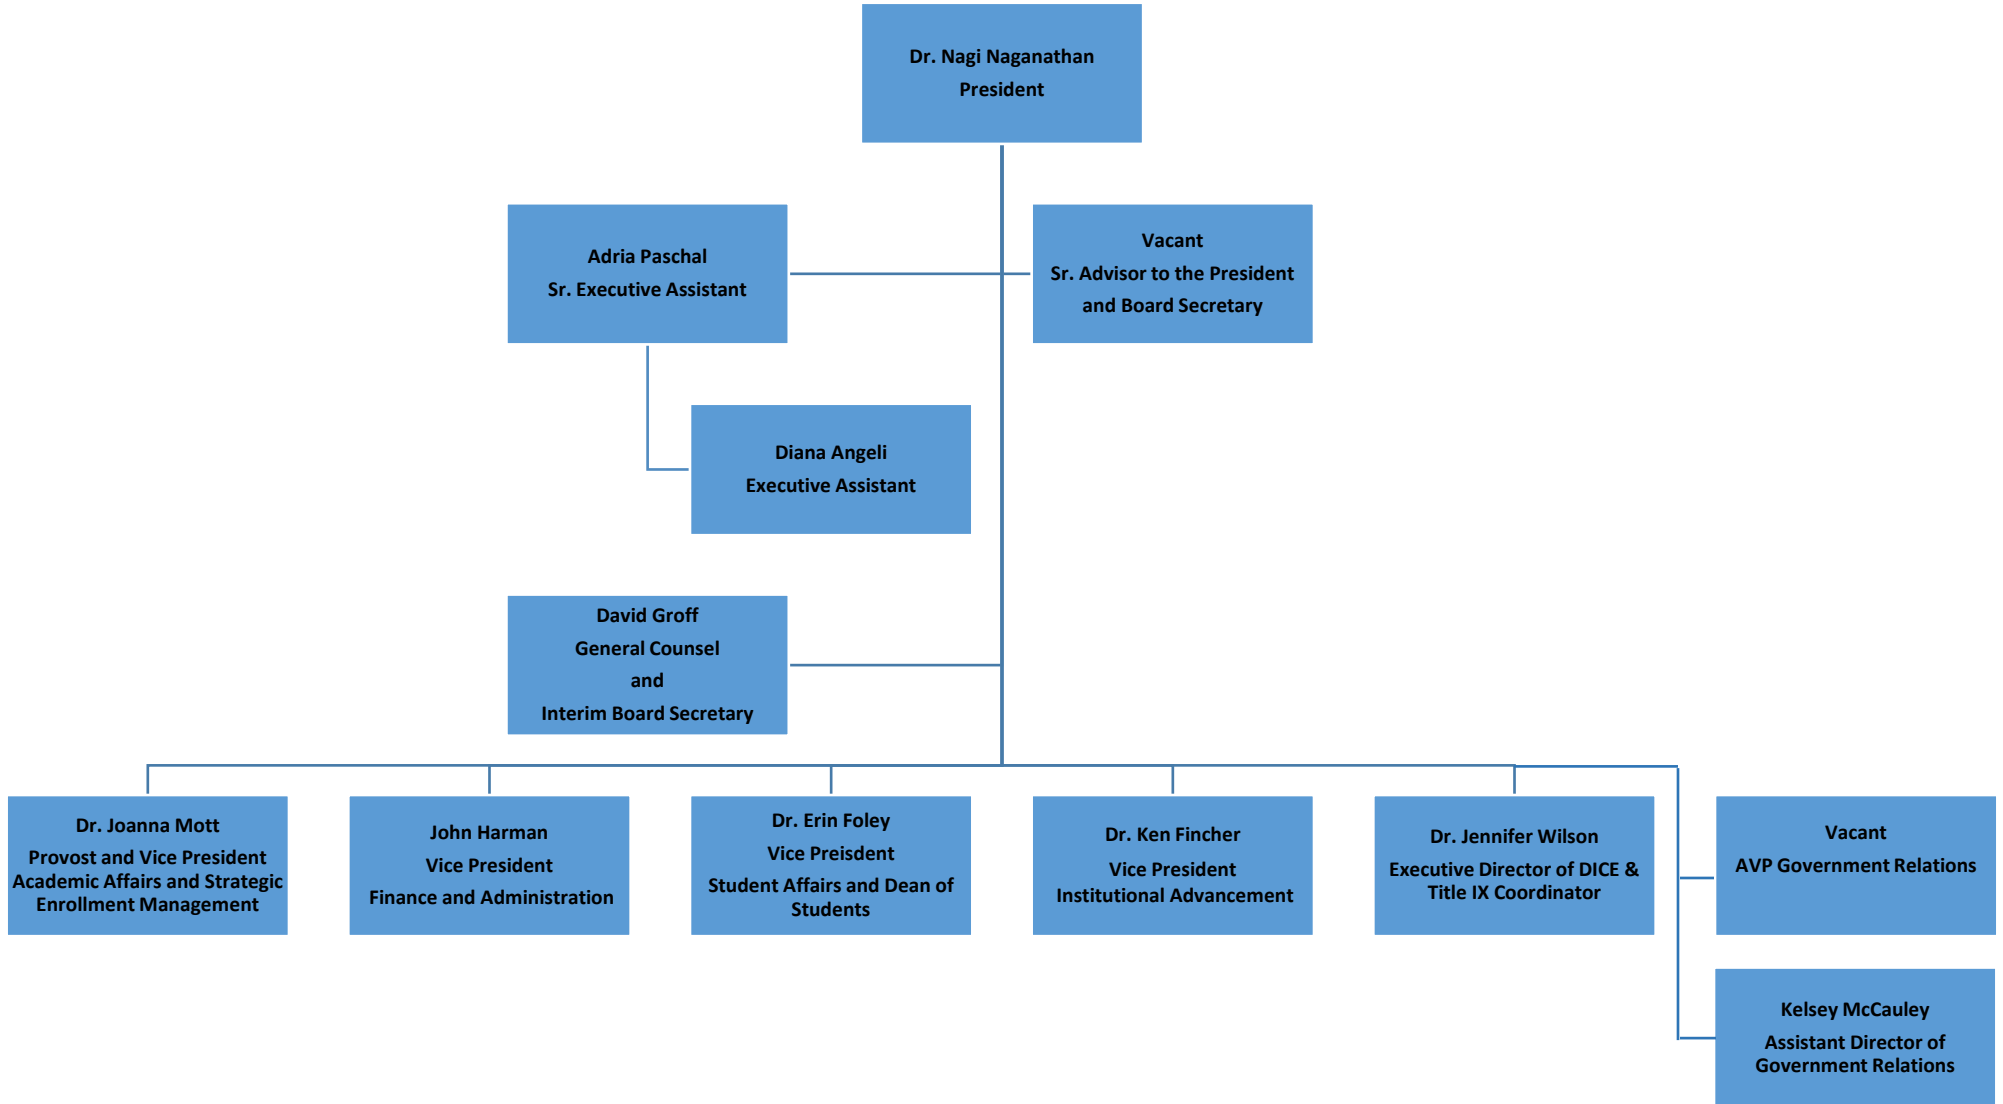 Dr. Nagi Naganathan
President
Adria Paschal
Sr. Executive Assistant
Vacant
Sr. Advisor to the President
and Board Secretary
Diana Angeli
Executive Assistant
David Groff
General Counsel
and
Interim Board Secretary
Dr. Joanna Mott
Provost and Vice President
Academic Affairs and Strategic
Enrollment Management
John Harman
Vice President
Finance and Administration
Dr. Erin Foley
Vice Preisdent
Student Affairs and Dean of
Students
Dr. Ken Fincher
Vice President
Institutional Advancement
Dr. Jennifer Wilson
Executive Director of DICE &
Title IX Coordinator
Vacant
AVP Government Relations
Kelsey McCauley
Assistant Director of
Government Relations